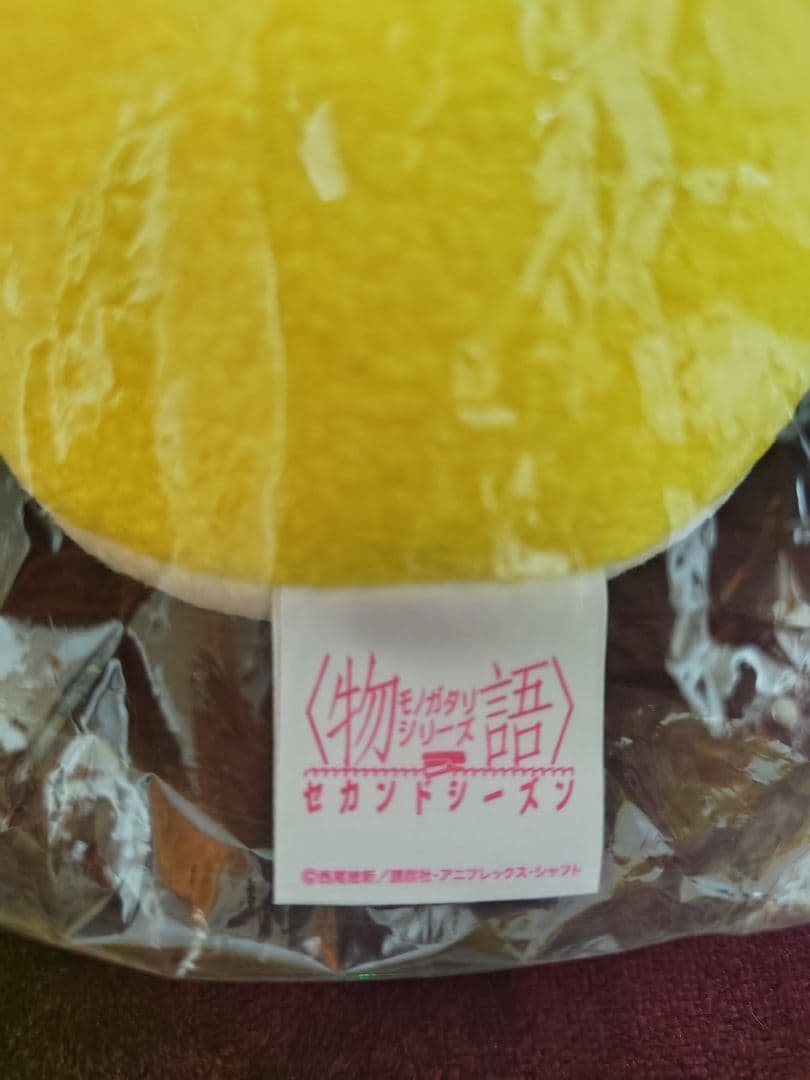 〈物語〉
モノガタリ
シリーズ
セカンドシーズン
©西尾維新／講談社・アニプレックス・シャフト